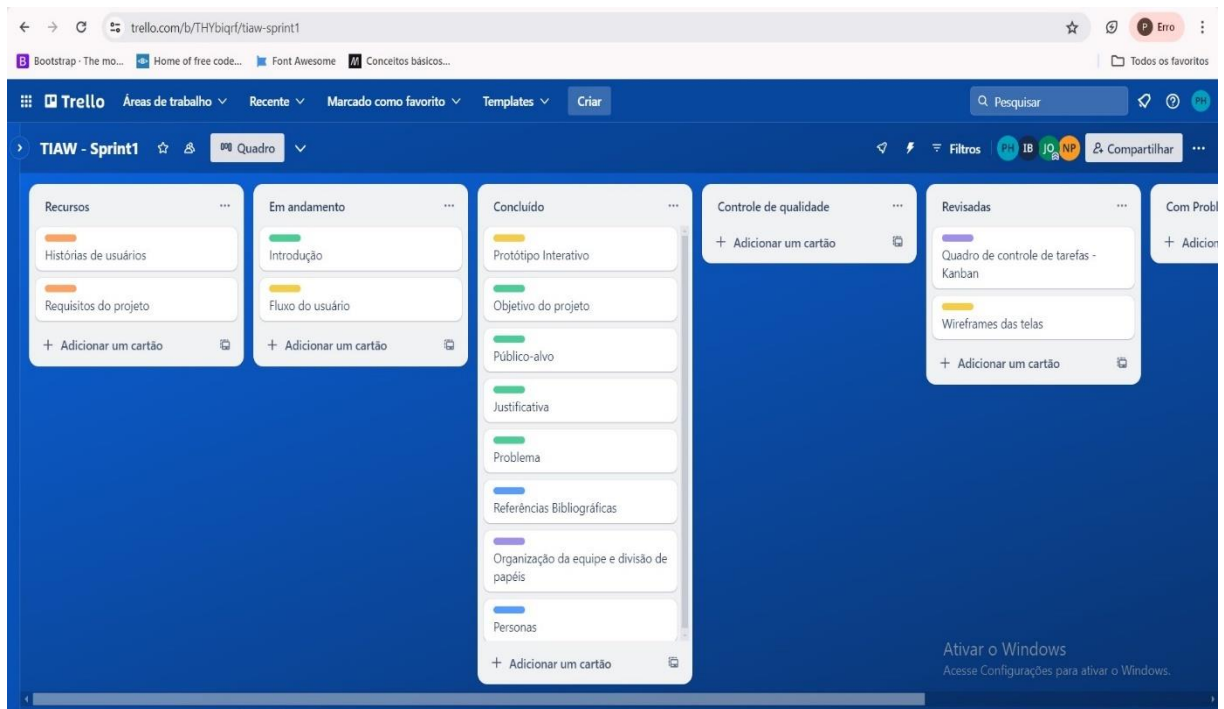 trello.com/b/THYbiqrf/tiaw-sprint1
P Erro
B Bootstrap - The mo...
Home of free code...
Font Awesome
M Conceitos básicos...
Todos os favoritos
Trello
Áreas de trabalho
Recente
Marcado como favorito
Templates
Criar
Pesquisar
PH
TIAW - Sprint1
Quadro
Filtros
PH IB JO NP
Compartilhar
Recursos
Histórias de usuários
Requisitos do projeto
+ Adicionar um cartão
Em andamento
Introdução
Fluxo do usuário
+ Adicionar um cartão
Concluído
Protótipo Interativo
Objetivo do projeto
Público-alvo
Justificativa
Problema
Referências Bibliográficas
Organização da equipe e divisão de
papéis
Personas
+ Adicionar um cartão
Controle de qualidade
+ Adicionar um cartão
Revisadas
Quadro de controle de tarefas -
Kanban
Wireframes das telas
+ Adicionar um cartão
Com Probl
+ Adicion
Ativar o Windows
Acesse Configurações para ativar o Windows.